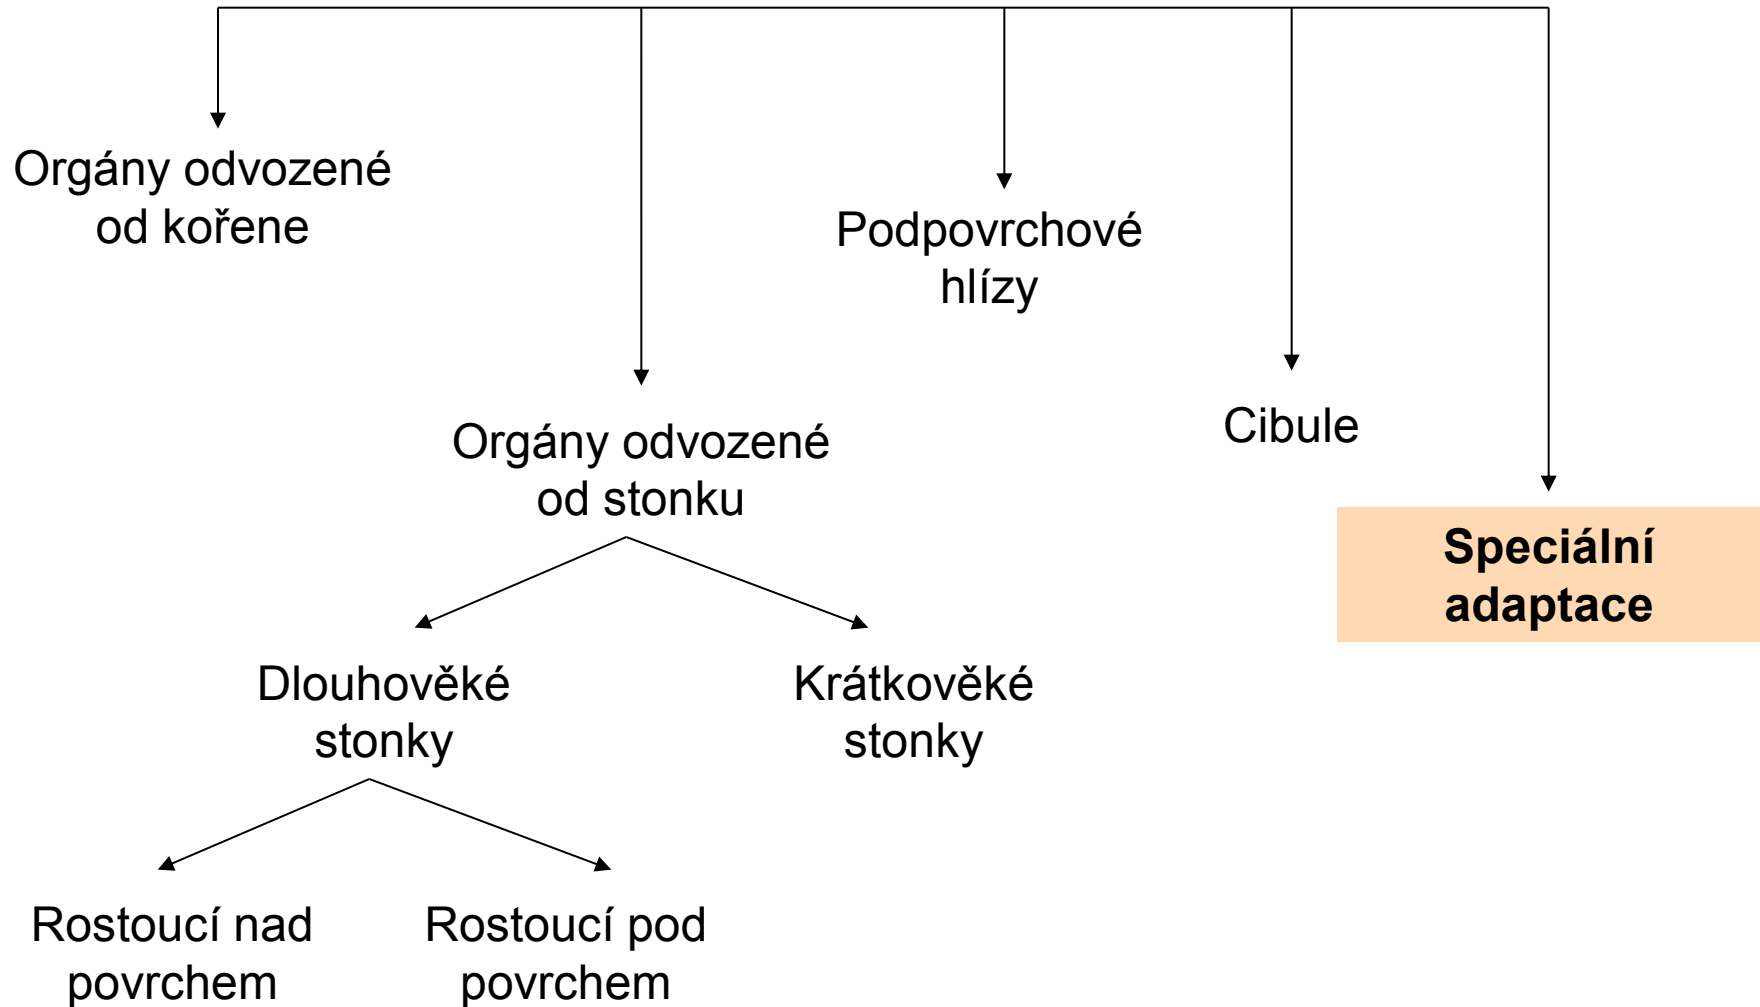 Orgány odvozené
od kořene
Podpovrchové
hlízy
Cibule
Orgány odvozené
od stonku
Speciální
adaptace
Dlouhověké
stonky
Krátkověké
stonky
Rostoucí nad
povrchem
Rostoucí pod
povrchem